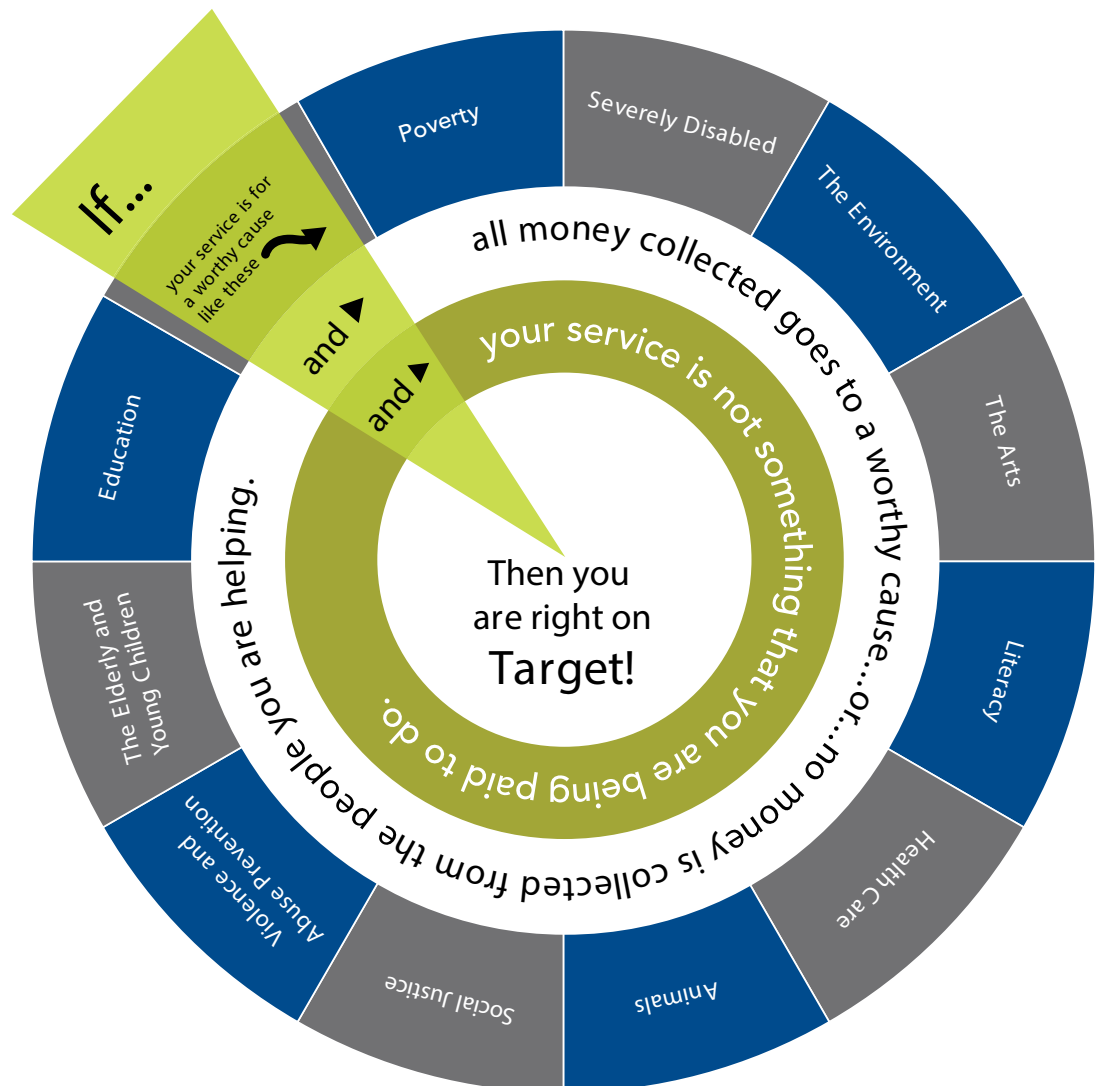 If...
your service is for
a worthy cause
like these
Poverty
Severely Disabled
The Environment
The Arts
Literacy
Health Care
Animals
Social Justice
Violence and
Abuse Prevention
The Elderly and
Young Children
Education
and
all money collected goes to a worthy cause...or...no money is collected from the people you are helping.
and
your service is not something that you are being paid to do.
Then you
are right on
Target!